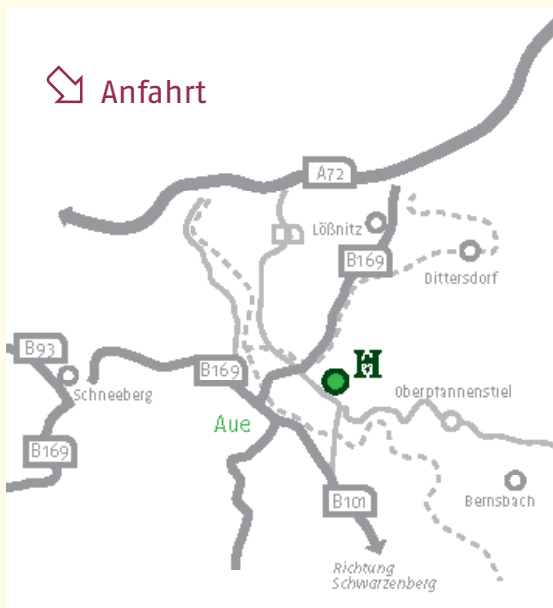 Anfahrt
A72
Lößnitz
B169
Dittersdorf
B93
Schneeberg
B169
H
Oberpfannenstiel
Aue
B169
B101
Bernsbach
Richtung
Schwarzenberg